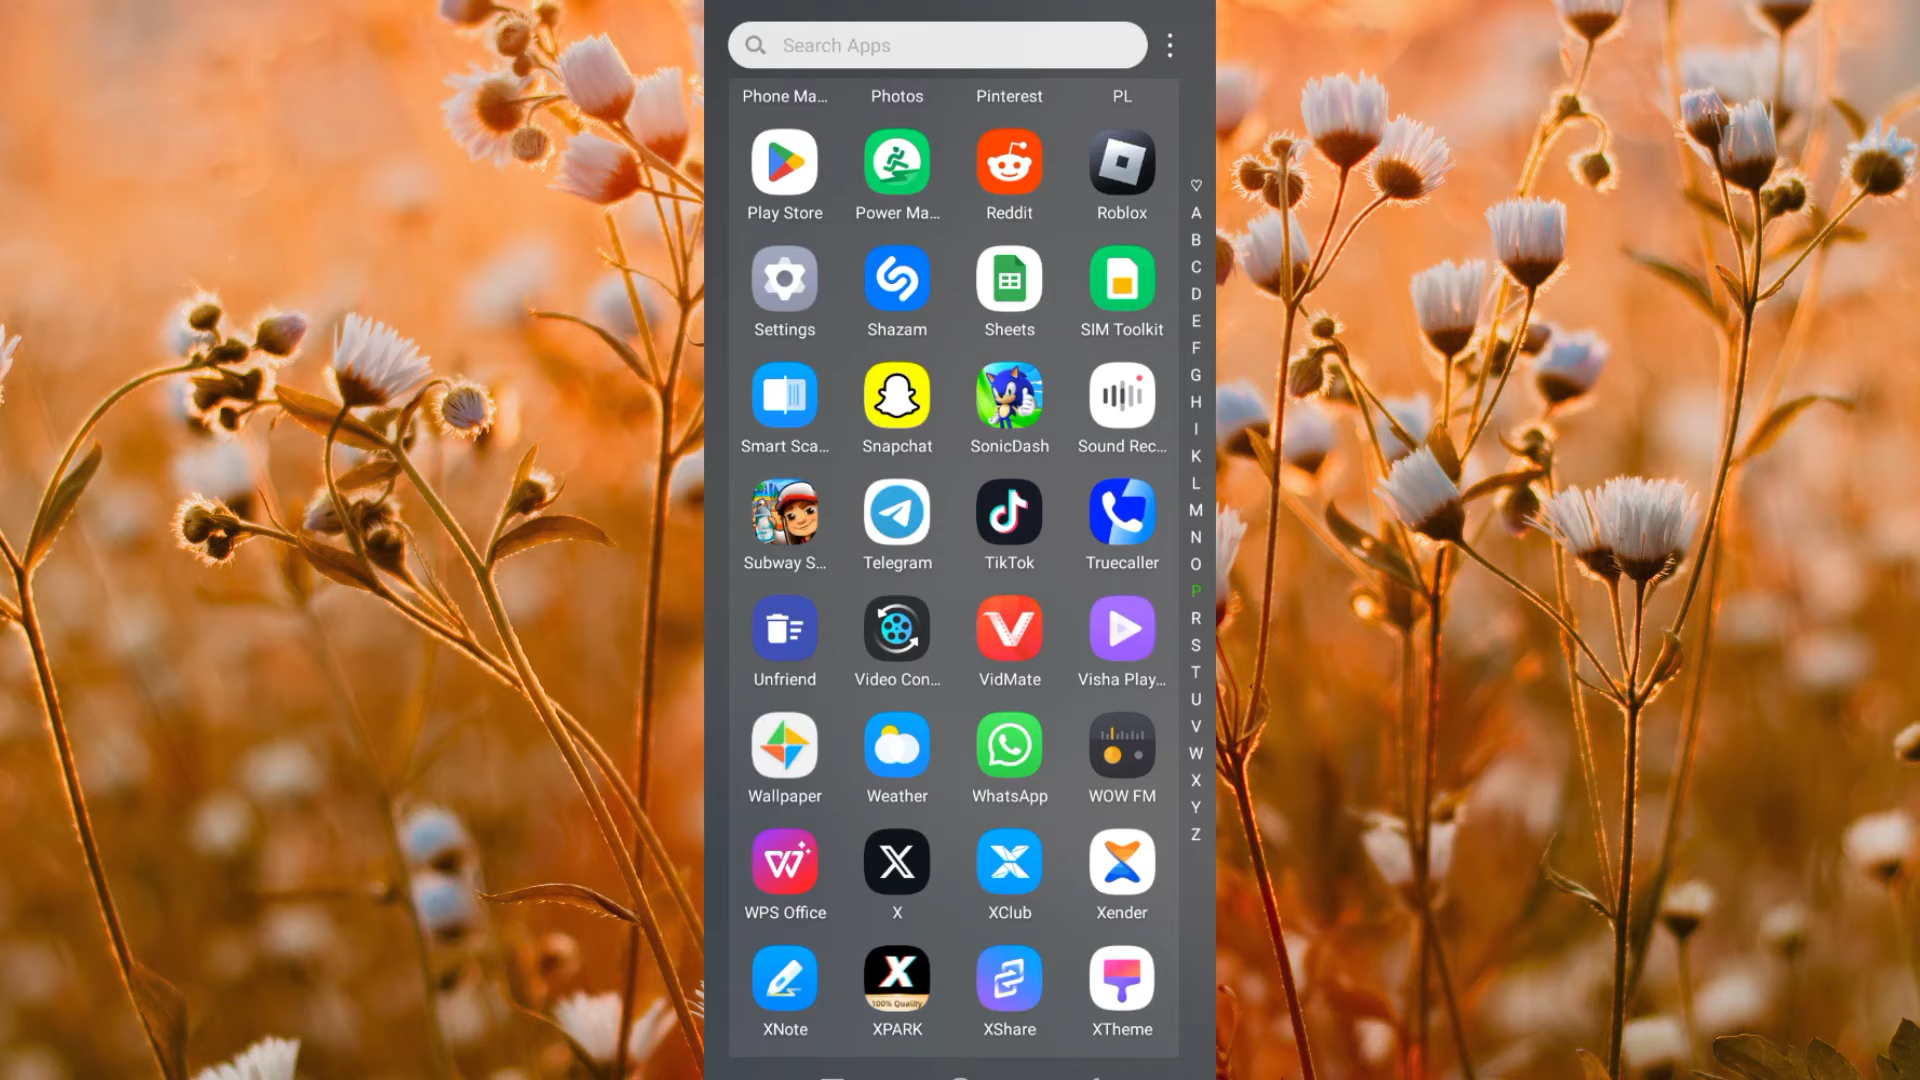 Search Apps
Phone Ma... Photos Pinterest PL
Play Store Power Ma... Reddit Roblox
Settings Shazam Sheets SIM Toolkit
Smart Sca... Snapchat SonicDash Sound Rec...
Subway S... Telegram TikTok Truecaller
Unfriend Video Con... VidMate Visha Play...
Wallpaper Weather WhatsApp WOW FM
WPS Office X XClub Xender
100% Quality
XNote XPARK XShare XTheme
A
B
C
D
E
F
G
H
I
K
L
M
N
O
P
R
S
T
U
V
W
X
Y
Z